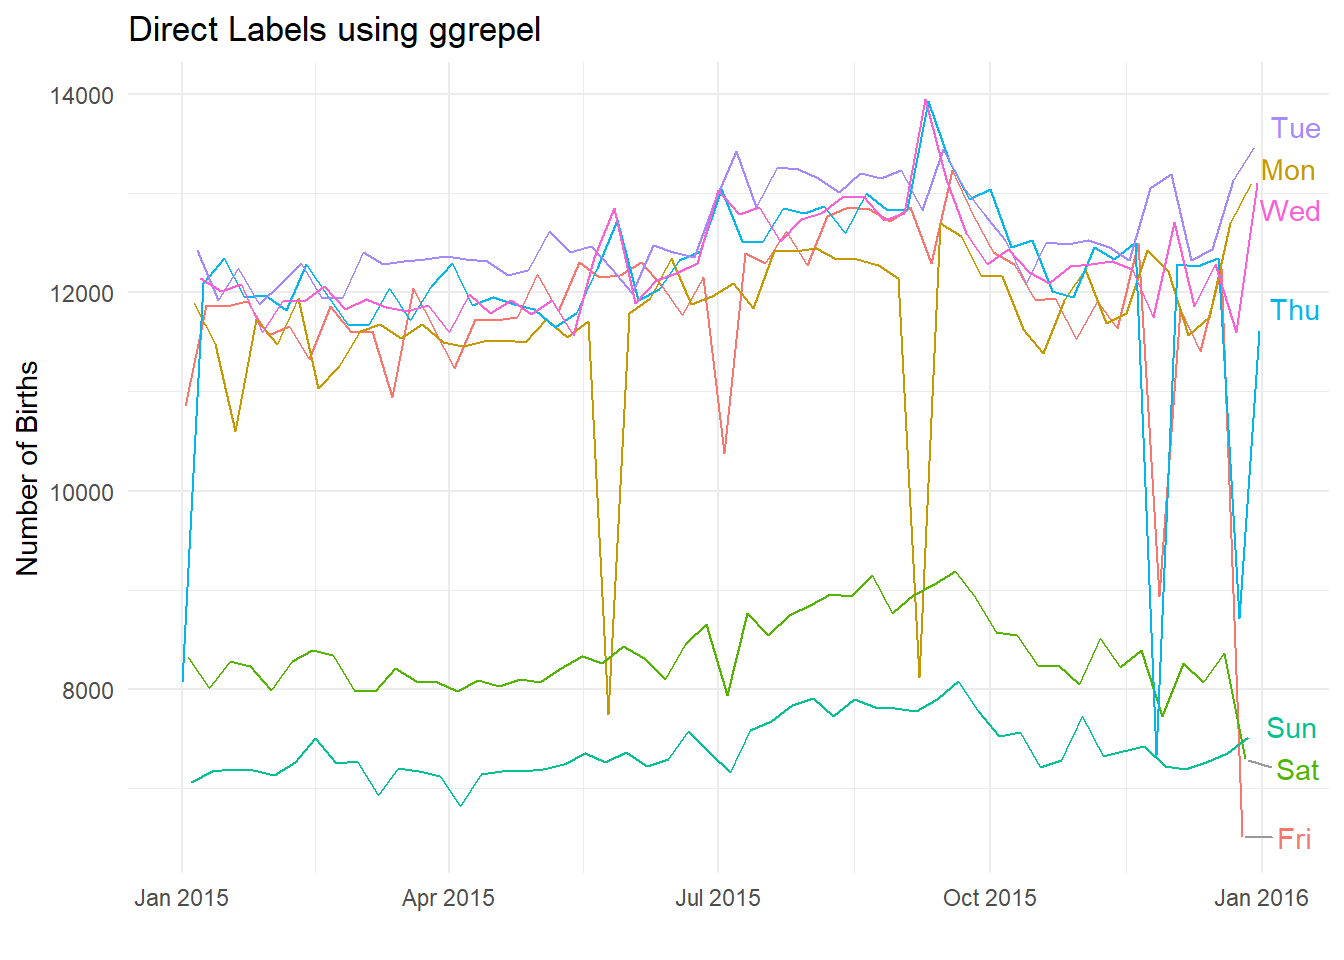 Direct Labels using ggrepel
Number of Births
14000
12000
10000
8000
Tue
Mon
Wed
Thu
Sun
Sat
Fri
Jan 2015 Apr 2015 Jul 2015 Oct 2015 Jan 2016